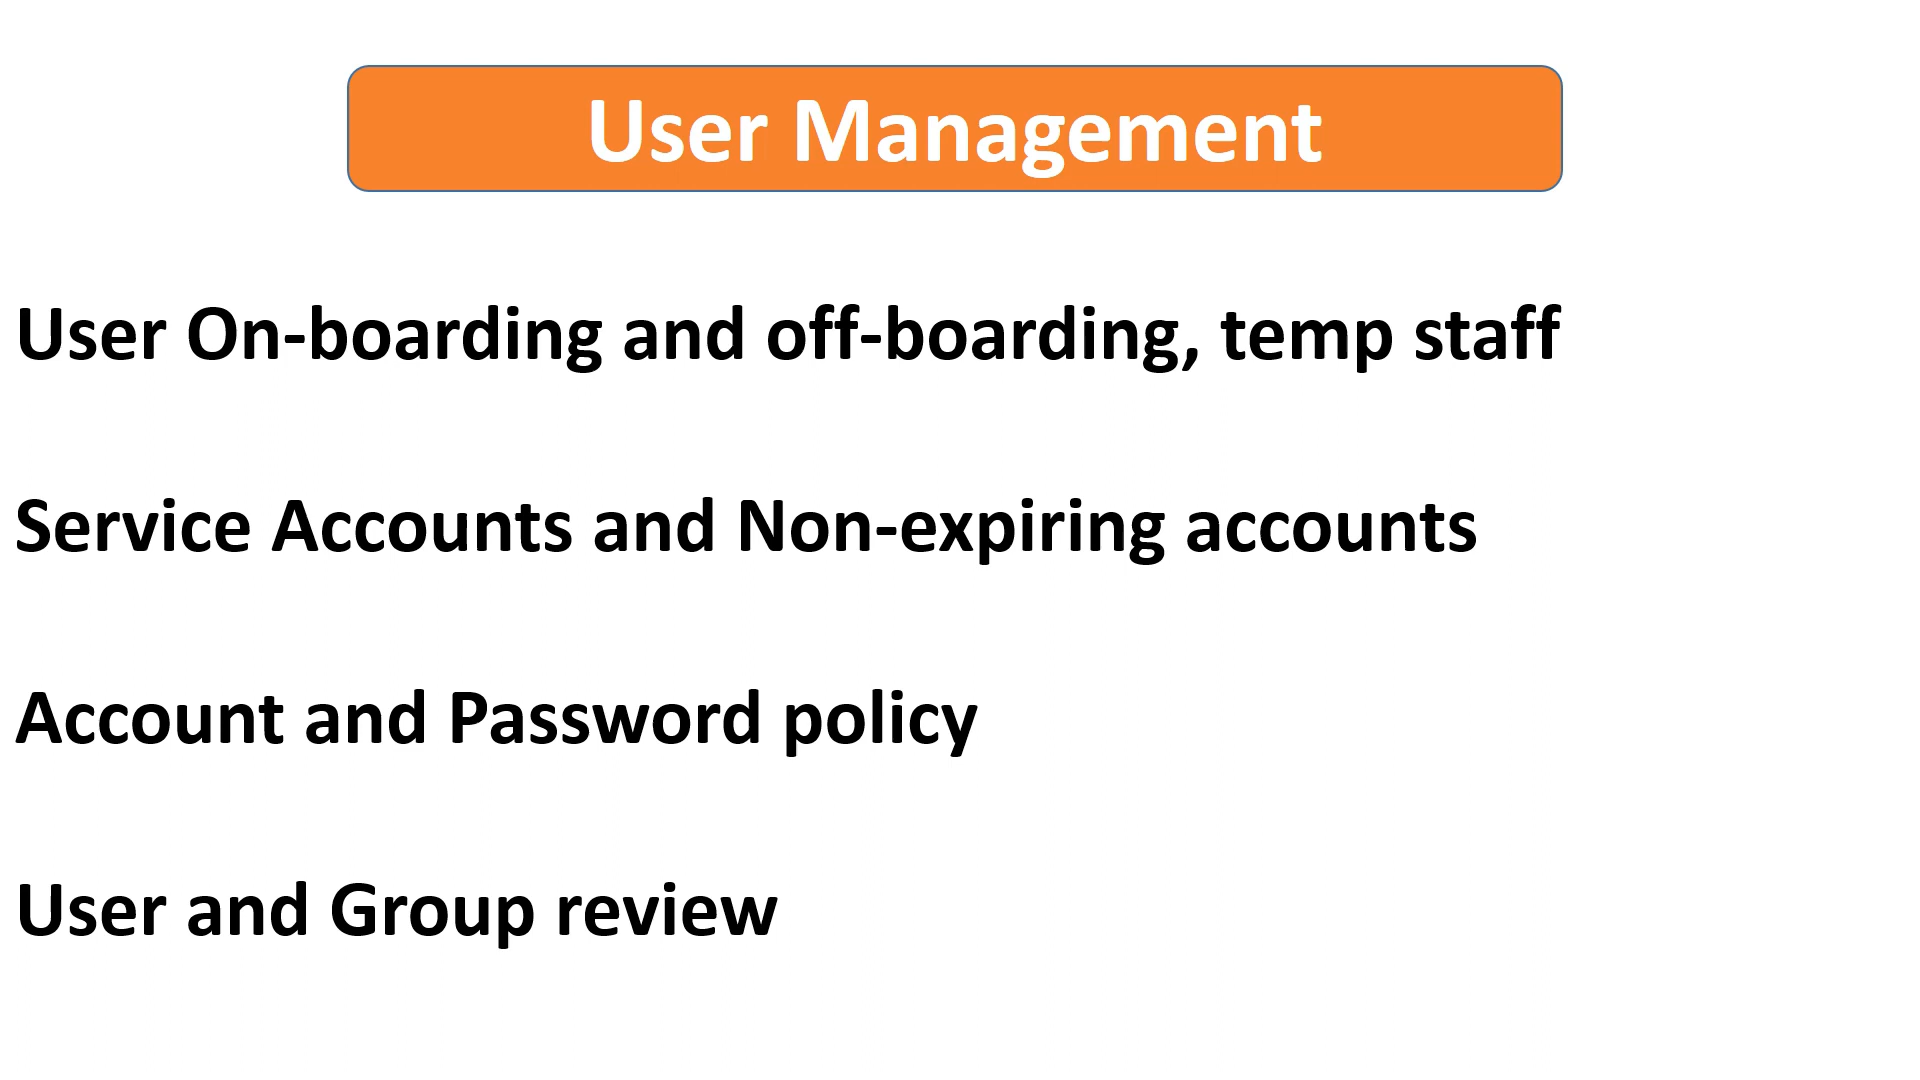 User Management
User On-boarding and off-boarding, temp staff
Service Accounts and Non-expiring accounts
Account and Password policy
User and Group review